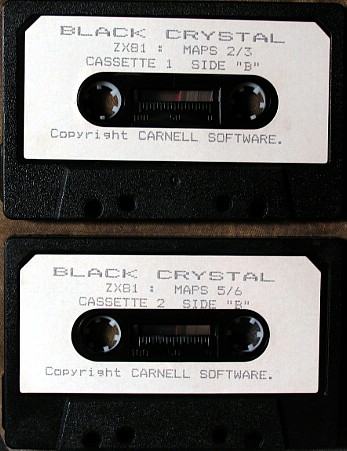 BLACK CRYSTAL
ZX81 : MAPS 2/3
CASSETTE 1 SIDE "B"
Copyright CARNELL SOFTWARE.
BLACK CRYSTAL
ZX81 : MAPS 5/6
CASSETTE 2 SIDE "B"
Copyright CARNELL SOFTWARE.